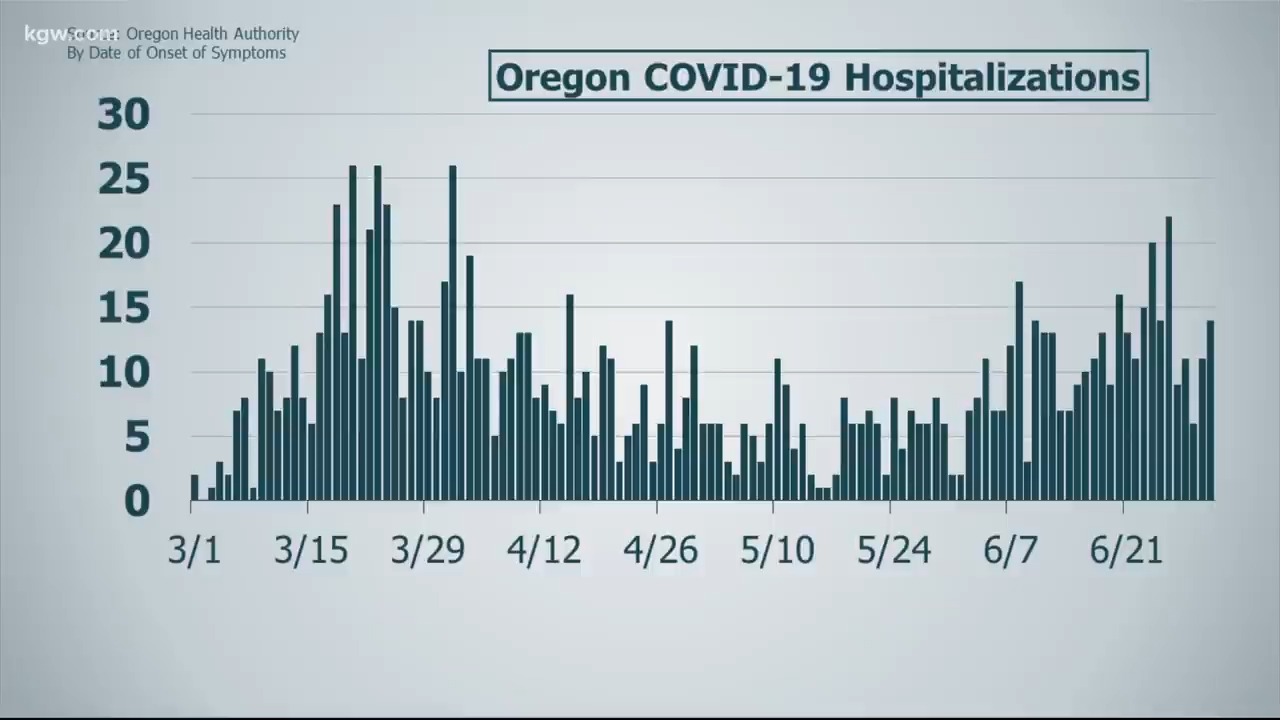 kgw.com
Oregon Health Authority
By Date of Onset of Symptoms
Oregon COVID-19 Hospitalizations
30
25
20
15
10
5
0
3/1 3/15 3/29 4/12 4/26 5/10 5/24 6/7 6/21